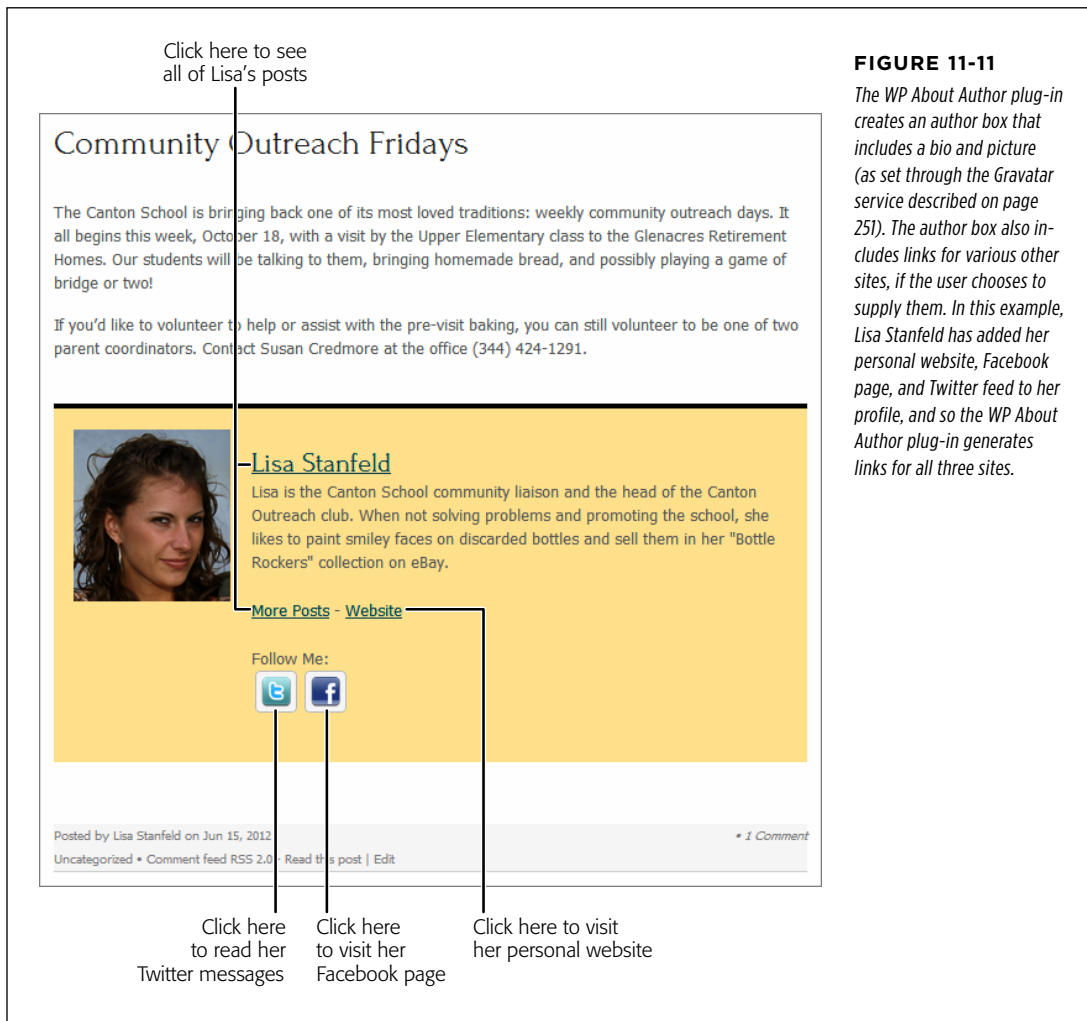 Click here to see
all of Lisa's posts
Community Outreach Fridays
The Canton School is bringing back one of its most loved traditions: weekly community outreach days. It
all begins this week, October 18, with a visit by the Upper Elementary class to the Glenacres Retirement
Homes. Our students will be talking to them, bringing homemade bread, and possibly playing a game of
bridge or two!
If you'd like to volunteer to help or assist with the pre-visit baking, you can still volunteer to be one of two
parent coordinators. Contact Susan Credmore at the office (344) 424-1291.
Lisa Stanfeld
Lisa is the Canton School community liaison and the head of the Canton
Outreach club. When not solving problems and promoting the school, she
likes to paint smiley faces on discarded bottles and sell them in her "Bottle
Rockers" collection on eBay.
More Posts - Website
Follow Me:
Posted by Lisa Stanfeld on Jun 15, 2012
• 1 Comment
Uncategorized • Comment feed RSS 2.0 - Read this post | Edit
Click here
to read her
Twitter messages
Click here
to visit her
Facebook page
Click here to visit
her personal website
FIGURE 11-11
The WP About Author plug-in
creates an author box that
includes a bio and picture
(as set through the Gravatar
service described on page
251). The author box also in-
cludes links for various other
sites, if the user chooses to
supply them. In this example,
Lisa Stanfeld has added her
personal website, Facebook
page, and Twitter feed to her
profile, and so the WP About
Author plug-in generates
links for all three sites.